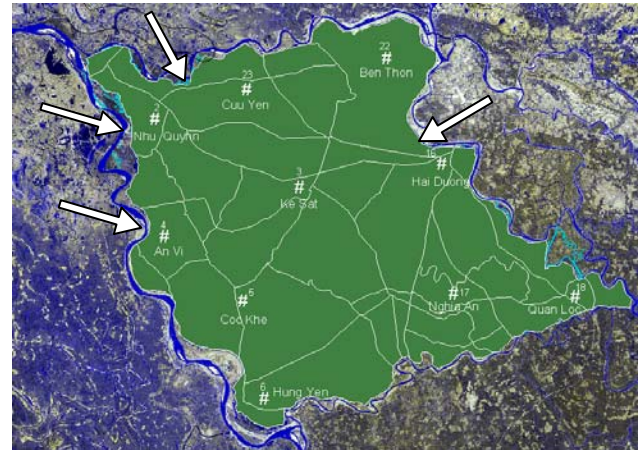 22
#
Ben Thon
23
#
Cuu Yen
2
#
Nhu Quynh
16
#
Hai Duong
3
#
Ke Sat
4
#
An Vi
5
#
Coc Khe
#17
Nghia An
18
#
Quan Loc
6
# Hung Yen